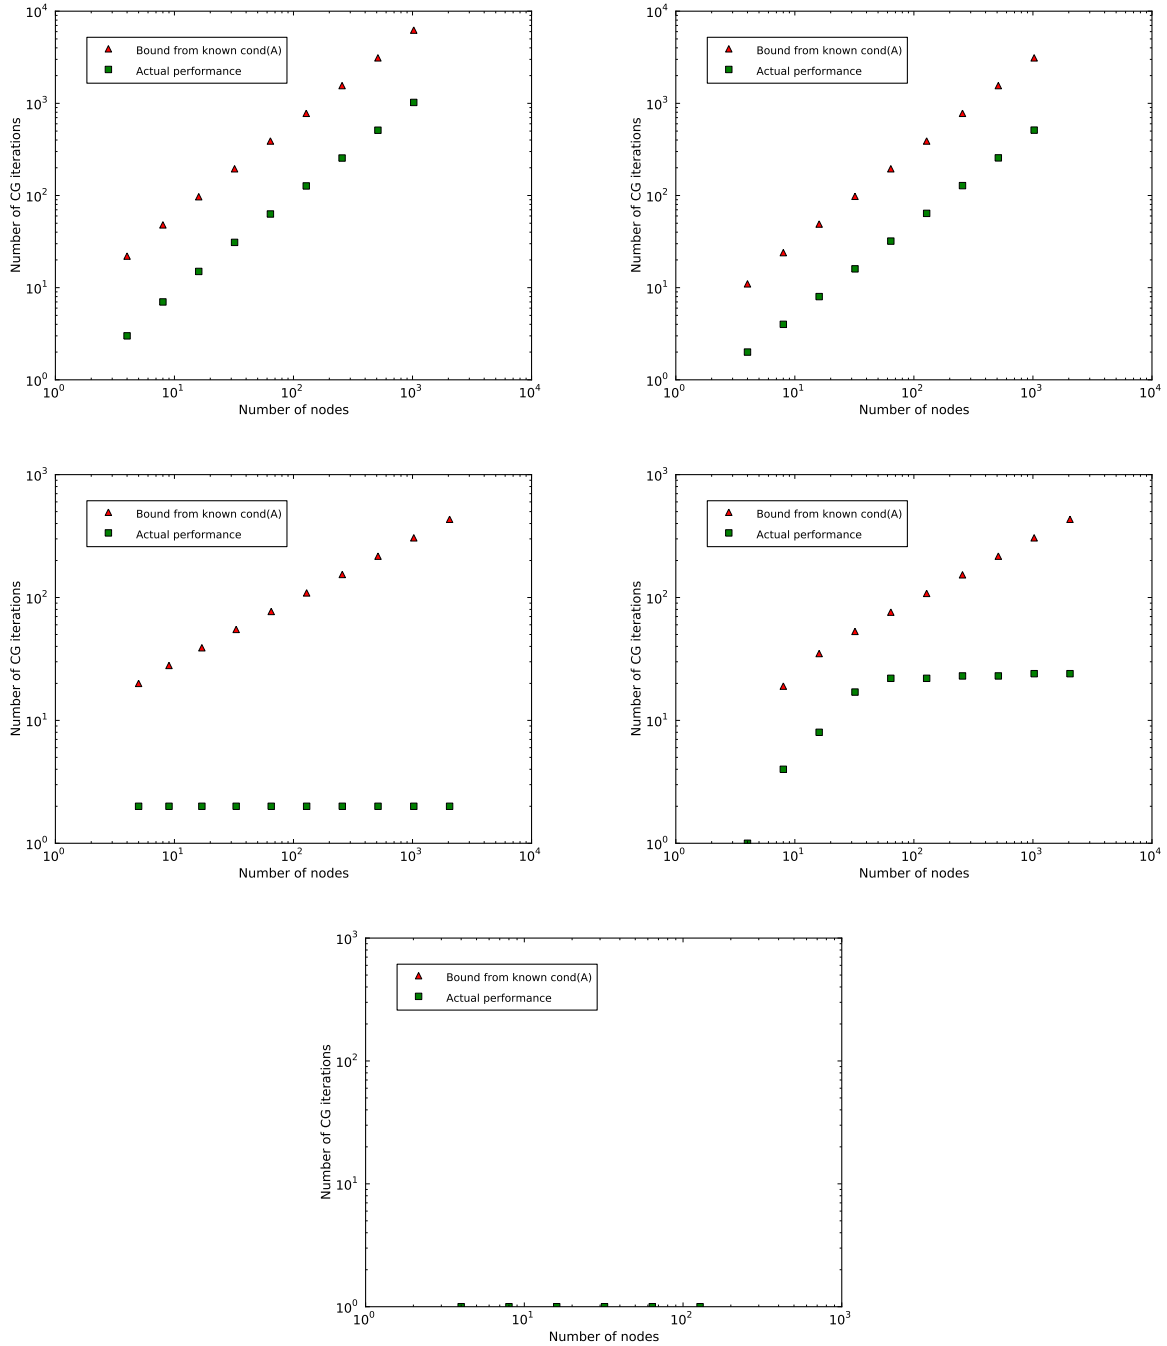 10^4
10^3
10^2
10^1
10^0
Number of CG iterations
Bound from known cond(A)
Actual performance
10^0 10^1 10^2 10^3 10^4
Number of nodes
10^4
10^3
10^2
10^1
10^0
Number of CG iterations
Bound from known cond(A)
Actual performance
10^0 10^1 10^2 10^3 10^4
Number of nodes
10^3
10^2
10^1
10^0
Number of CG iterations
Bound from known cond(A)
Actual performance
10^0 10^1 10^2 10^3 10^4
Number of nodes
10^3
10^2
10^1
10^0
Number of CG iterations
Bound from known cond(A)
Actual performance
10^0 10^1 10^2 10^3 10^4
Number of nodes
10^3
10^2
10^1
10^0
Number of CG iterations
Bound from known cond(A)
Actual performance
10^0 10^1 10^2 10^3
Number of nodes